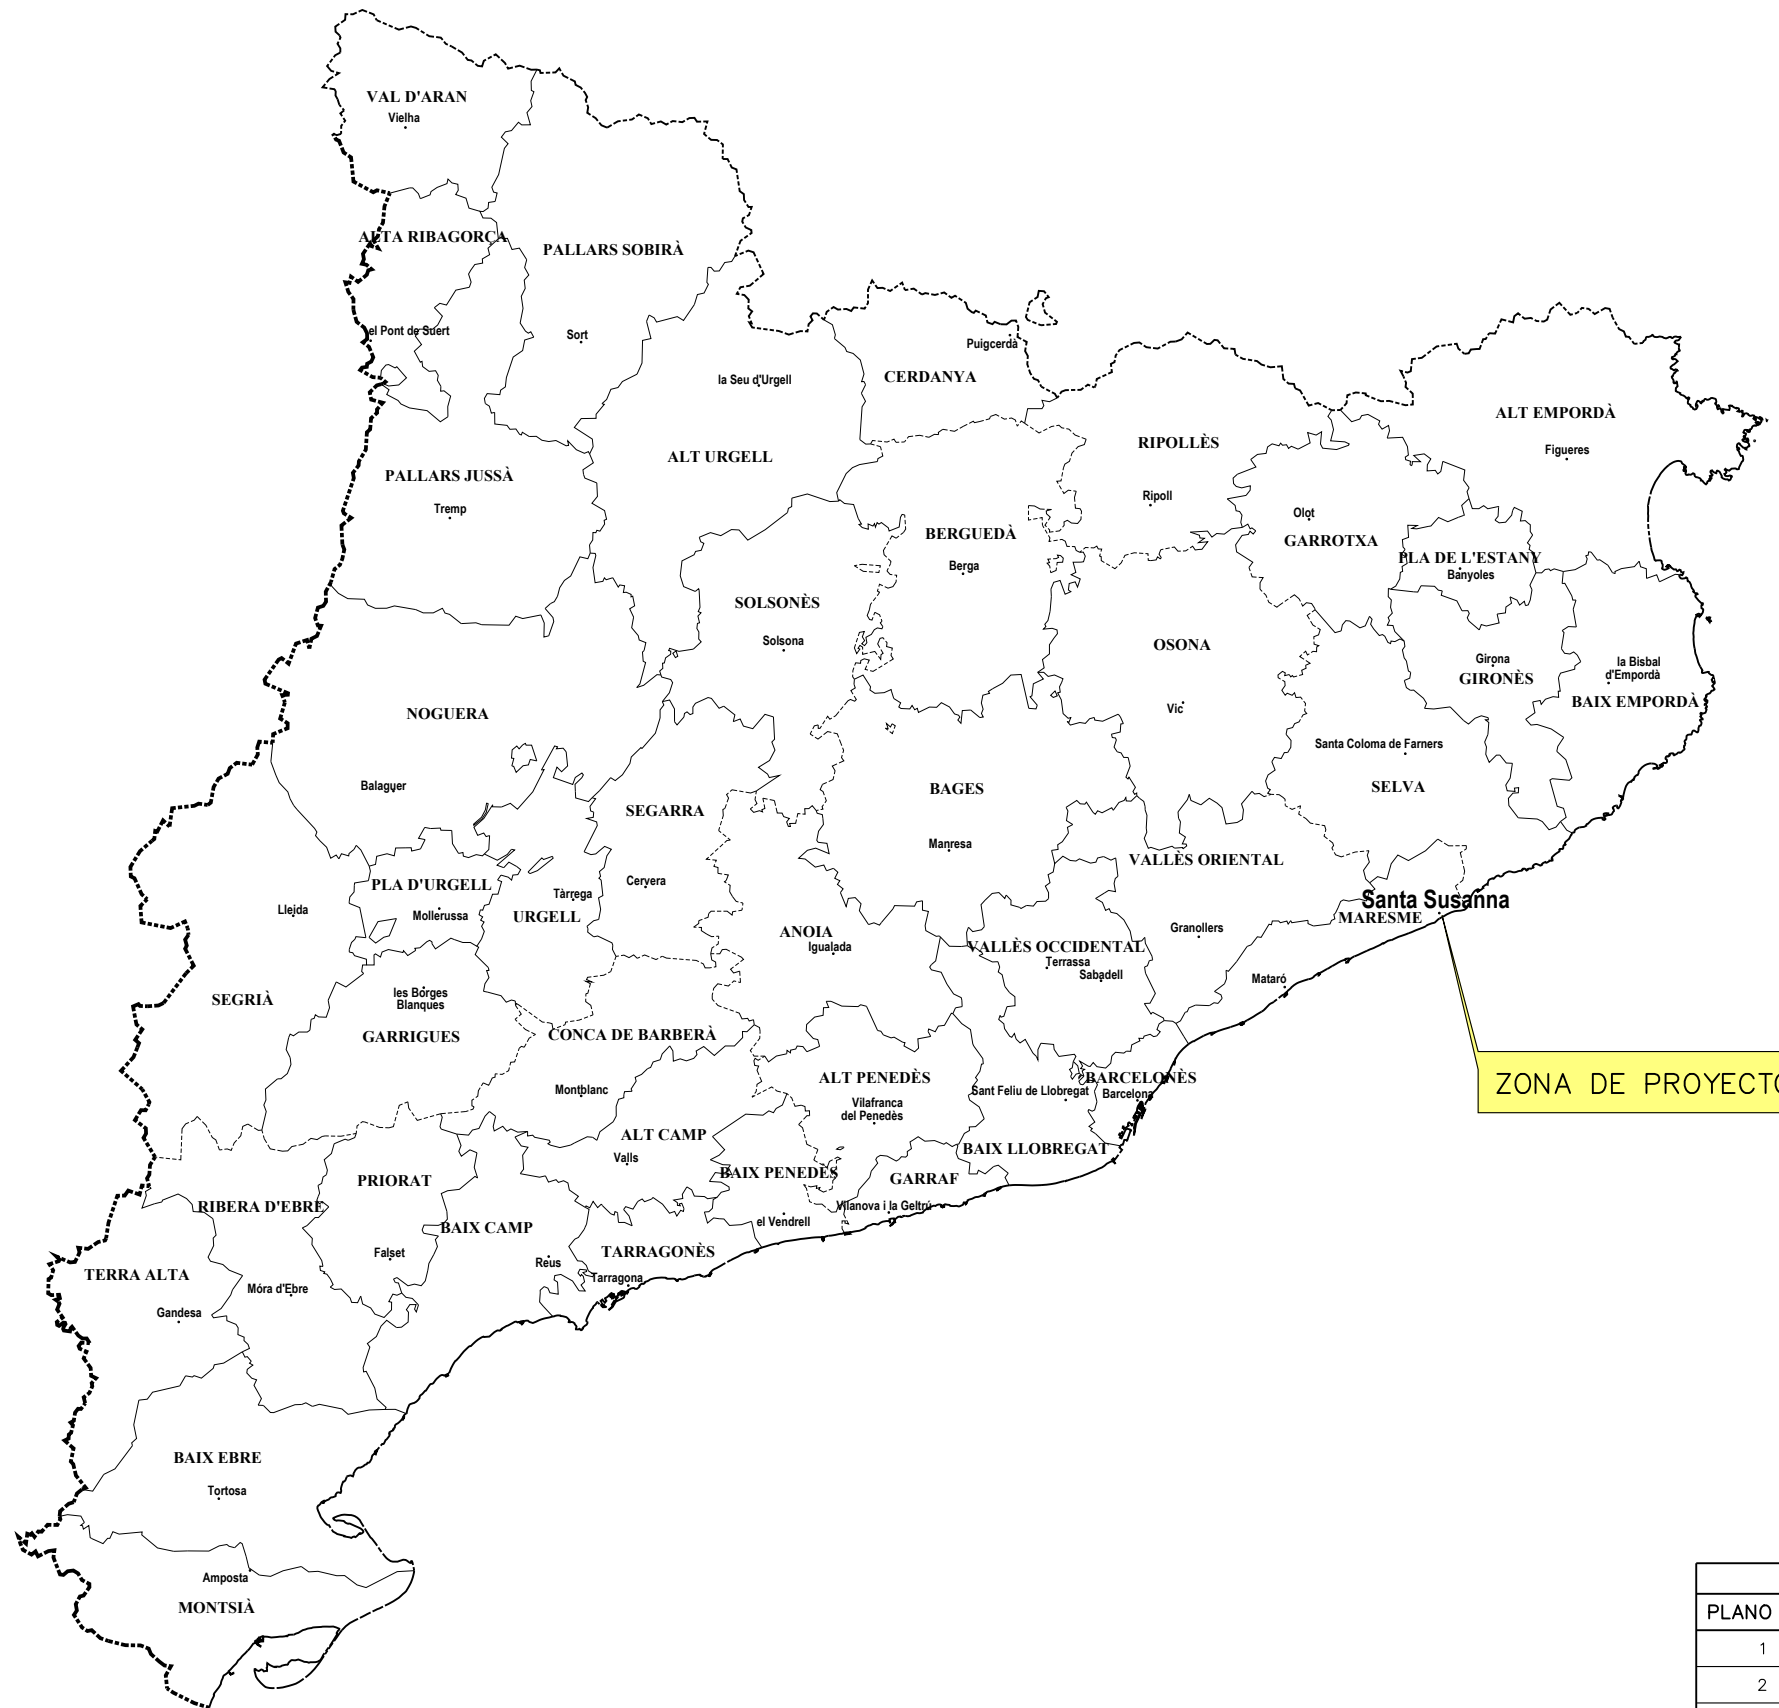 VAL D'ARAN
Vielha
ALTA RIBAGORÇA
PALLARS SOBIRÀ
el Pont de Suert
Sort
Puigcerdà
la Seu d'Urgell
CERDANYA
ALT EMPORDÀ
RIPOLLÈS
Figueres
ALT URGELL
PALLARS JUSSÀ
Ripoll
Tremp
Olot
BERGUEDÀ
GARROTXA
PLA DE L'ESTANY
Berga
Banyoles
SOLSONÈS
Solsona
OSONA
Girona
la Bisbal
d'Empordà
GIRONÈS
BAIX EMPORDÀ
NOGUERA
Vic
Santa Coloma de Farners
Balaguer
BAGES
SELVA
SEGARRA
Manresa
VALLÈS ORIENTAL
PLA D'URGELL
Cervera
Tàrrega
Santa Susanna
Lleida
Mollerussa
URGELL
MARESME
ANOIA
Igualada
Granollers
VALLÈS OCCIDENTAL
Terrassa
Sabadell
Mataró
SEGRIÀ
les Borges
Blanques
GARRIGUES
CONCA DE BARBERÀ
ALT PENEDÈS
BARCELONÈS
ZONA DE PROYECTO
Montblanc
Sant Feliu de Llobregat
Barcelona
Vilafranca
del Penedès
ALT CAMP
BAIX LLOBREGAT
Valls
BAIX PENEDÈS
GARRAF
PRIORAT
RIBERA D'EBRE
Vilanova i la Geltrú
el Vendrell
BAIX CAMP
TARRAGONÈS
Falset
Reus
TERRA ALTA
Tarragona
Móra d'Ebre
Gandesa
BAIX EBRE
Tortosa
Amposta
MONTSIÀ
PLANO
1
2